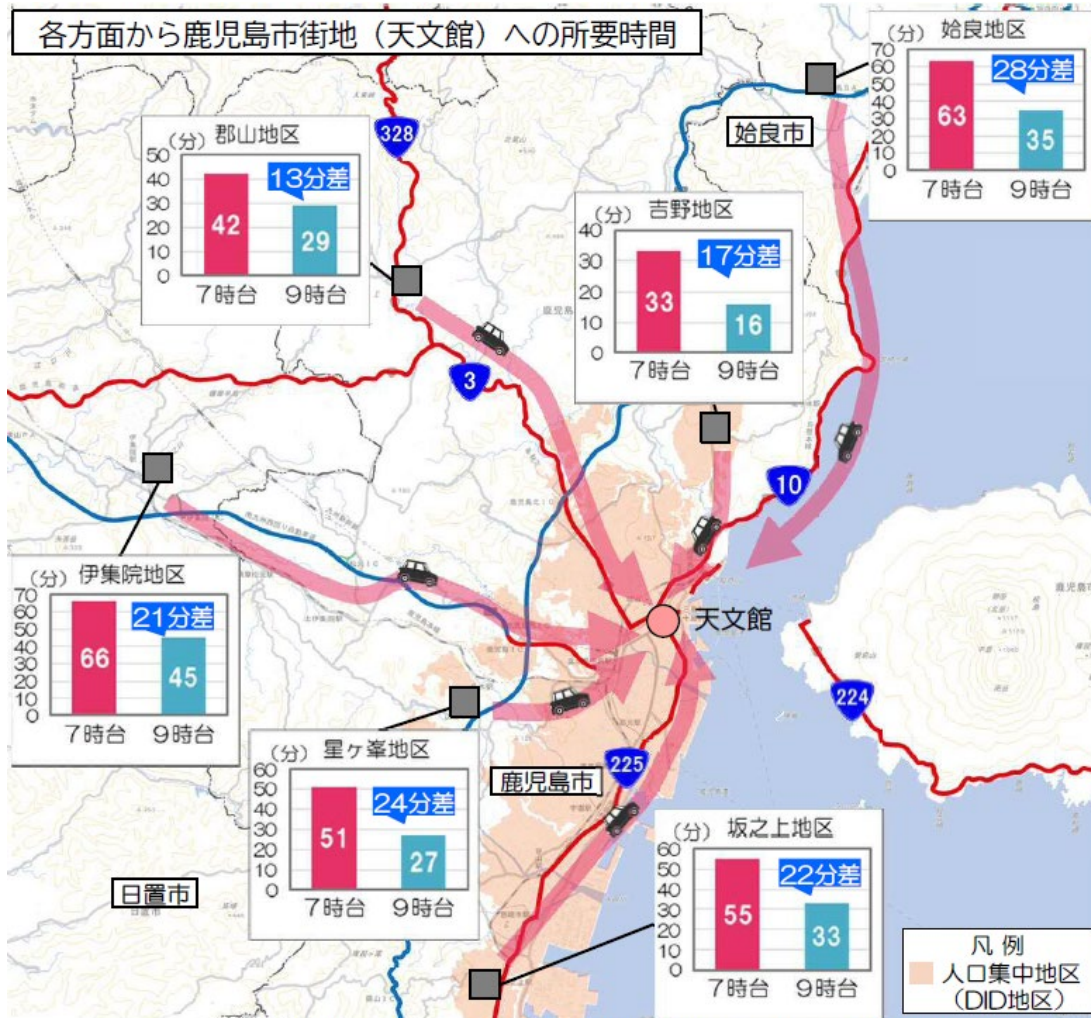 各方面から鹿児島市街地（天文館）への所要時間
(分) 姶良地区
70
60
50
40
30
20
10
0
28分差
63
35
7時台 9時台
姶良市
328
(分) 郡山地区
50
40
30
20
10
0
13分差
42
29
7時台 9時台
(分) 吉野地区
40
30
20
10
0
17分差
33
16
7時台 9時台
3
10
(分) 伊集院地区
70
60
50
40
30
20
10
0
21分差
66
45
7時台 9時台
天文館
224
(分) 星ヶ峯地区
60
50
40
30
20
10
0
24分差
51
27
7時台 9時台
鹿児島市
225
(分) 坂之上地区
60
50
40
30
20
10
0
22分差
55
33
7時台 9時台
日置市
日置市
鹿児島市
凡 例
人口集中地区
（DID地区）